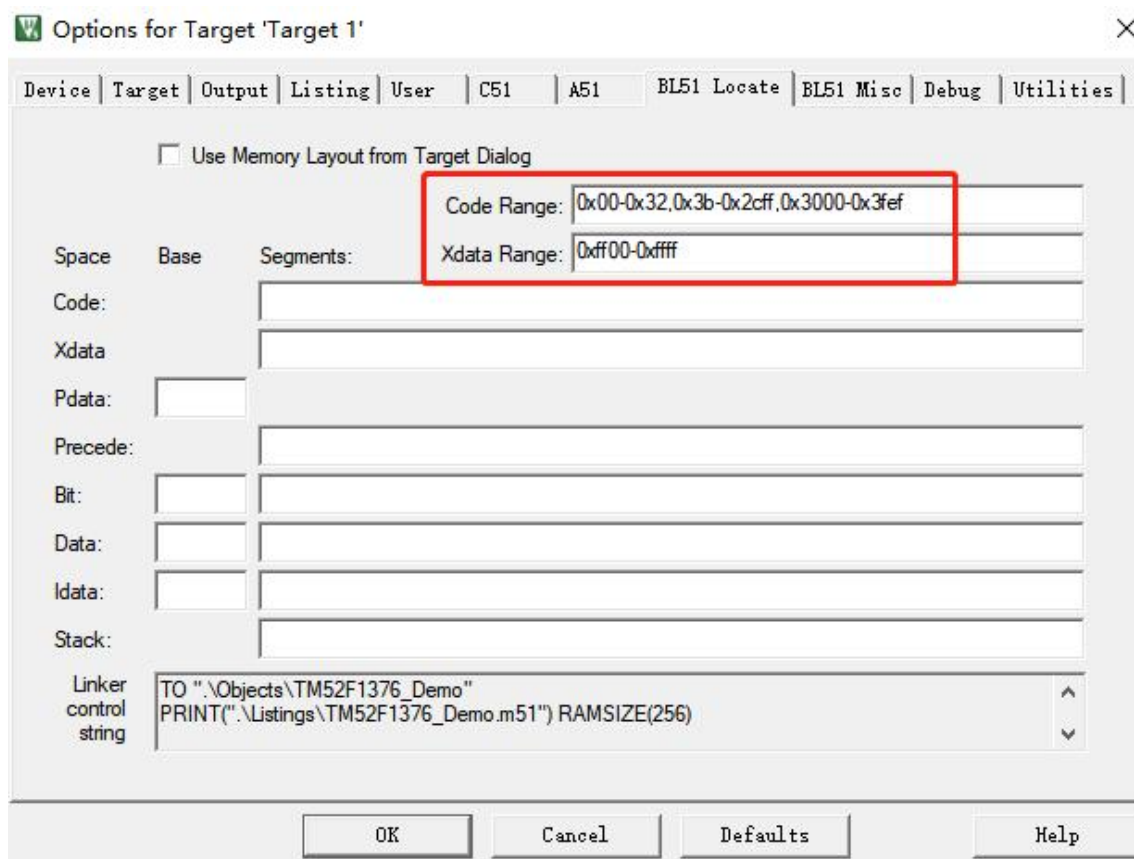 Options for Target 'Target 1'
Device Target Output Listing User C51 A51 BL51 Locate BL51 Misc Debug Utilities
Use Memory Layout from Target Dialog
Code Range: 0x00-0x32,0x3b-0x2cff,0x3000-0x3fef
Space Base Segments: Xdata Range: 0xff00-0xffff
Code:
Xdata
Pdata:
Precede:
Bit:
Data:
Idata:
Stack:
Linker control string
TO ".\Objects\TM52F1376_Demo"
PRINT(".\Listings\TM52F1376_Demo.m51") RAMSIZE(256)
OK Cancel Defaults Help